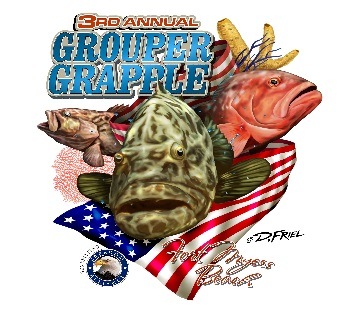 3RD ANNUAL
GROUPER
GRAPPLE
© D. FRIEL
Fort Myers
Beach